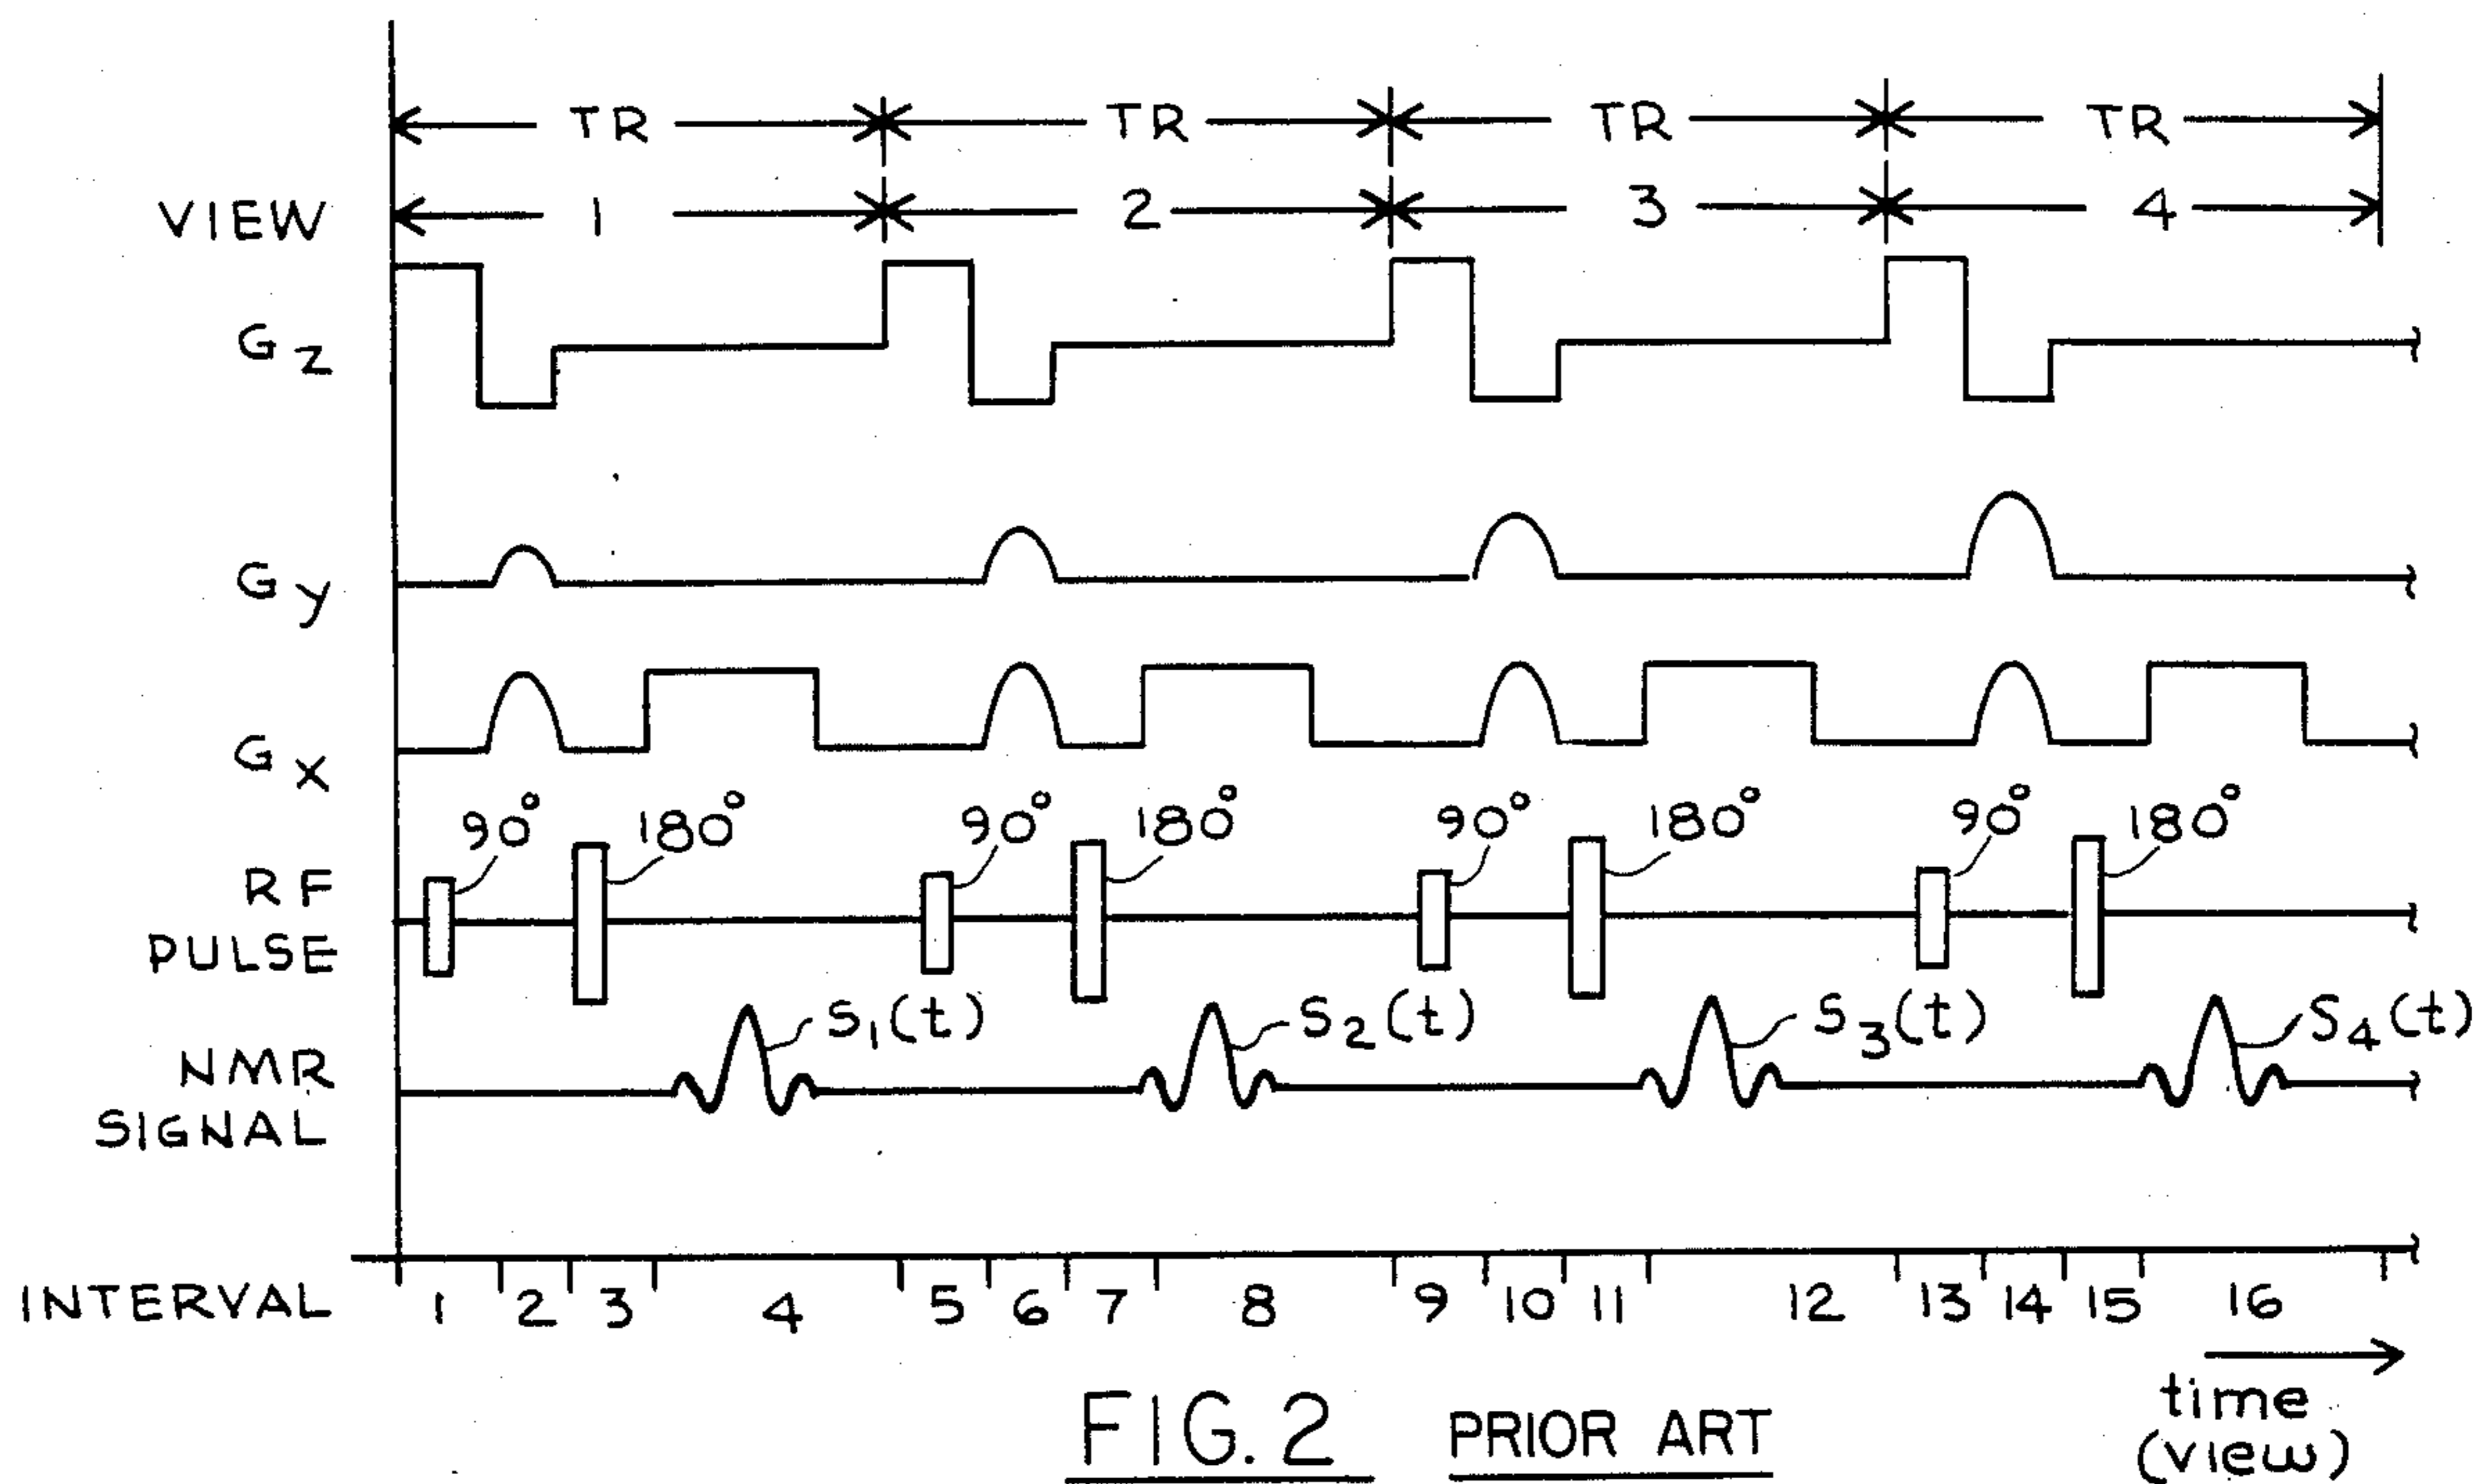 TR TR TR TR
VIEW 1 2 3 4
Gz
Gy
Gx
90° 180° 90° 180° 90° 180° 90° 180°
RF
PULSE
S1(t) S2(t) S3(t) S4(t)
NMR
SIGNAL
INTERVAL 1 2 3 4 5 6 7 8 9 10 11 12 13 14 15 16
time
(view)
FIG. 2 PRIOR ART